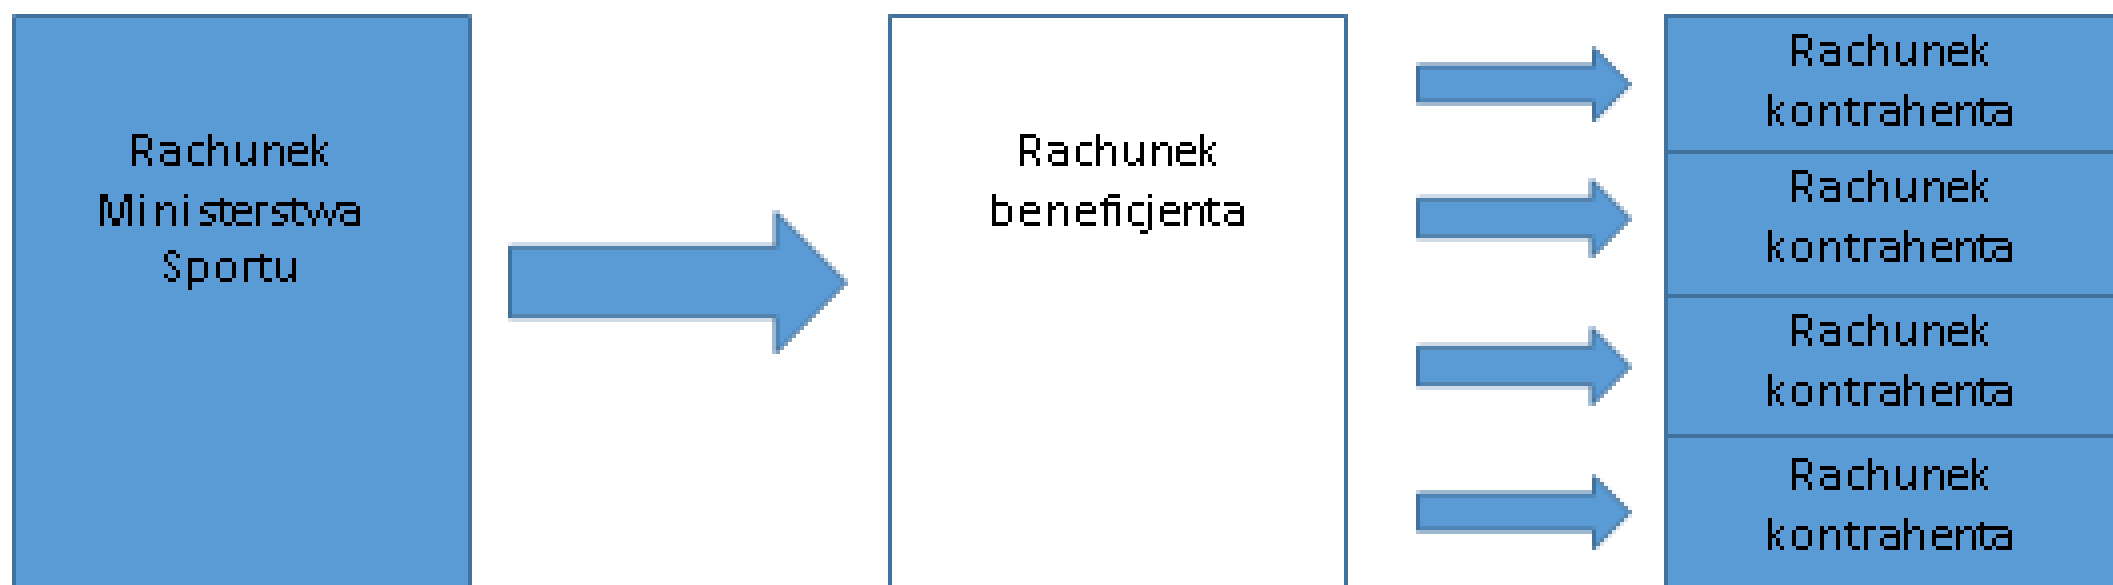 Rachunek
Ministerstwa
Sportu
Rachunek
beneficjenta
Rachunek
kontrahenta
Rachunek
kontrahenta
Rachunek
kontrahenta
Rachunek
kontrahenta